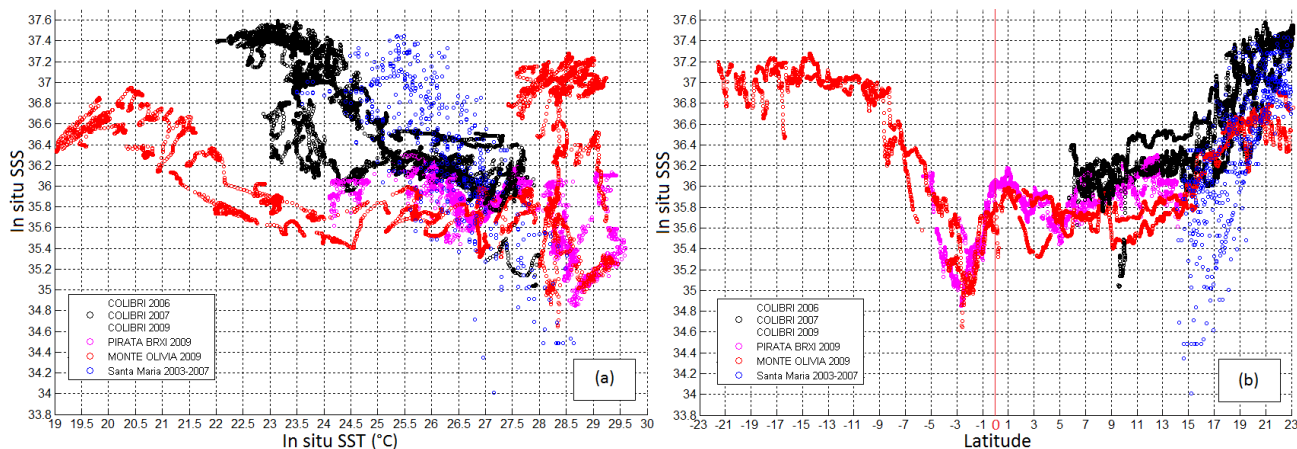 37.6
37.4
37.2
37
36.8
36.6
36.4
36.2
36
35.8
35.6
35.4
35.2
35
34.8
34.6
34.4
34.2
34
33.8
In situ SSS
COLIBRI 2006
COLIBRI 2007
COLIBRI 2009
PIRATA BRXI 2009
MONTE OLIVIA 2009
Santa Maria 2003-2007
(a)
19 19.5 20 20.5 21 21.5 22 22.5 23 23.5 24 24.5 25 25.5 26 26.5 27 27.5 28 28.5 29 29.5 30
In situ SST (°C)
37.6
37.4
37.2
37
36.8
36.6
36.4
36.2
36
35.8
35.6
35.4
35.2
35
34.8
34.6
34.4
34.2
34
33.8
In situ SSS
COLIBRI 2006
COLIBRI 2007
COLIBRI 2009
PIRATA BRXI 2009
MONTE OLIVIA 2009
Santa Maria 2003-2007
(b)
-23 -21 -19 -17 -15 -13 -11 -9 -7 -5 -3 -1 0 1 3 5 7 9 11 13 15 17 19 21 23
Latitude